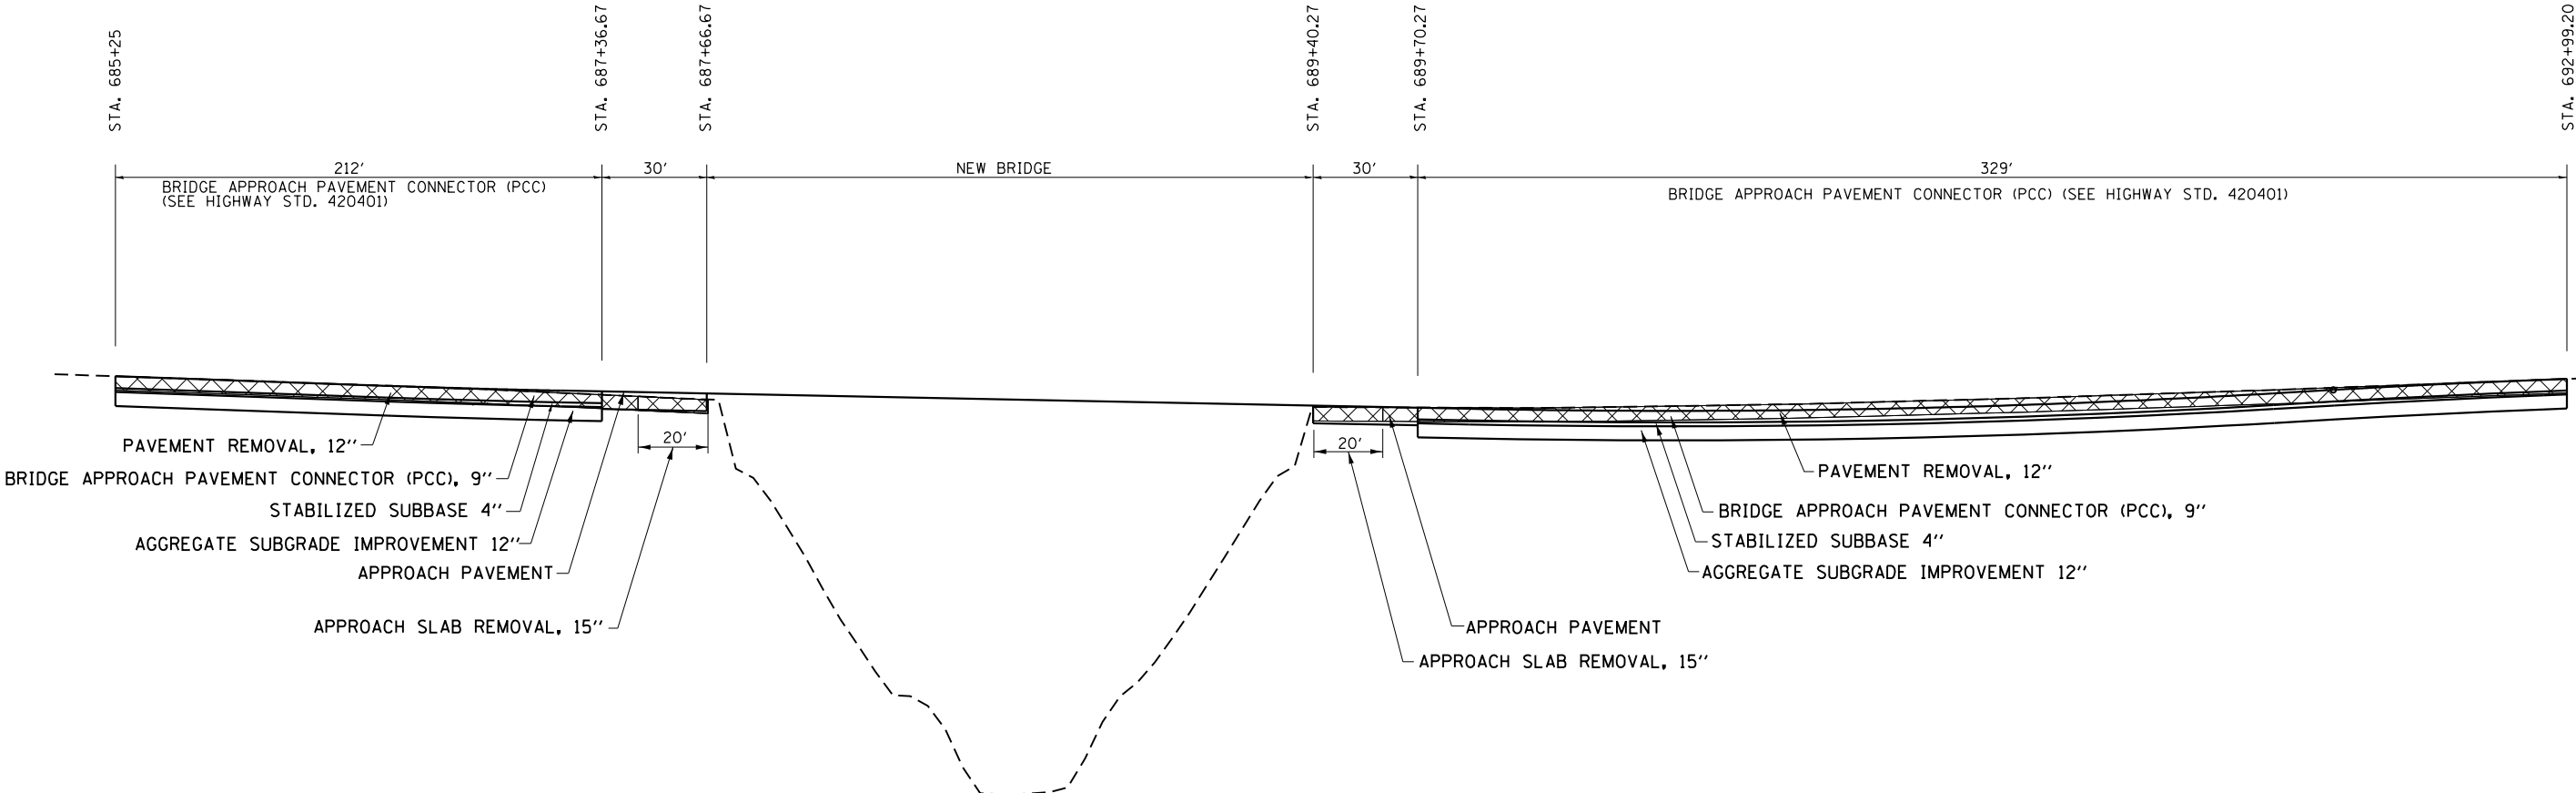 STA. 685+25
STA. 687+36.67
STA. 687+66.67
STA. 689+40.27
STA. 689+70.27
STA. 692+99.20
212'
30'
NEW BRIDGE
30'
329'
BRIDGE APPROACH PAVEMENT CONNECTOR (PCC)
(SEE HIGHWAY STD. 420401)
BRIDGE APPROACH PAVEMENT CONNECTOR (PCC) (SEE HIGHWAY STD. 420401)
20'
20'
PAVEMENT REMOVAL, 12"
BRIDGE APPROACH PAVEMENT CONNECTOR (PCC), 9"
STABILIZED SUBBASE 4"
AGGREGATE SUBGRADE IMPROVEMENT 12"
APPROACH PAVEMENT
APPROACH SLAB REMOVAL, 15"
PAVEMENT REMOVAL, 12"
BRIDGE APPROACH PAVEMENT CONNECTOR (PCC), 9"
STABILIZED SUBBASE 4"
AGGREGATE SUBGRADE IMPROVEMENT 12"
APPROACH PAVEMENT
APPROACH SLAB REMOVAL, 15"